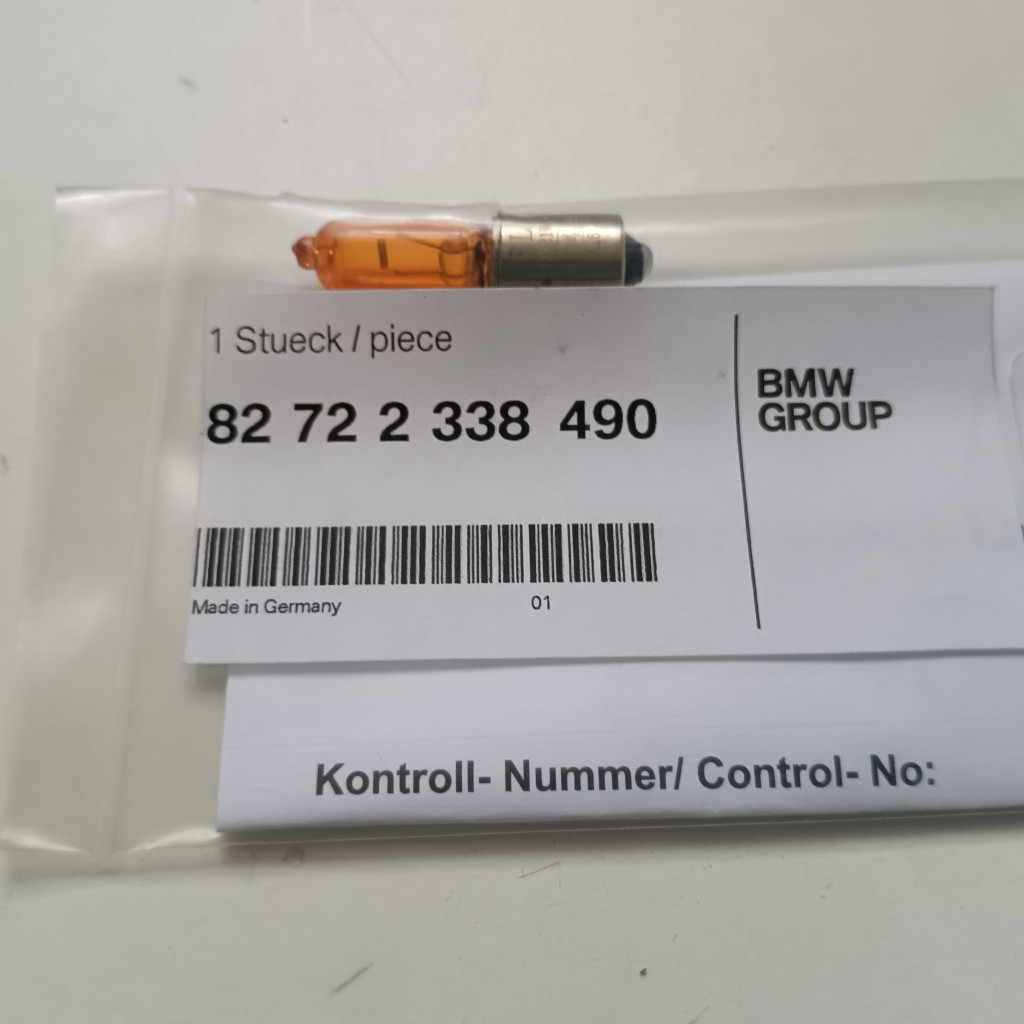 1 Stueck / piece
82 72 2 338 490
BMW
GROUP
Made in Germany
01
Kontroll- Nummer/ Control- No: